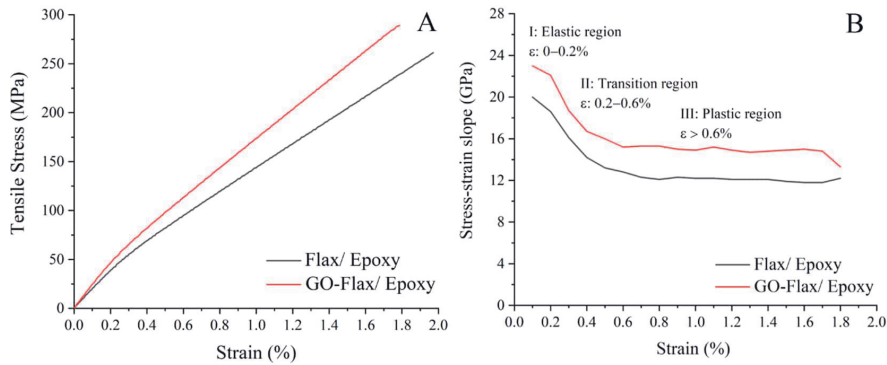 A
Tensile Stress (MPa)
300
250
200
150
100
50
0
0.0 0.2 0.4 0.6 0.8 1.0 1.2 1.4 1.6 1.8 2.0
Strain (%)
Flax/ Epoxy
GO-Flax/ Epoxy
B
Stress-strain slope (GPa)
28
24
20
16
12
8
4
0
0.0 0.2 0.4 0.6 0.8 1.0 1.2 1.4 1.6 1.8 2.0
Strain (%)
I: Elastic region
ε: 0–0.2%
II: Transition region
ε: 0.2–0.6%
III: Plastic region
ε > 0.6%
Flax/ Epoxy
GO-Flax/ Epoxy